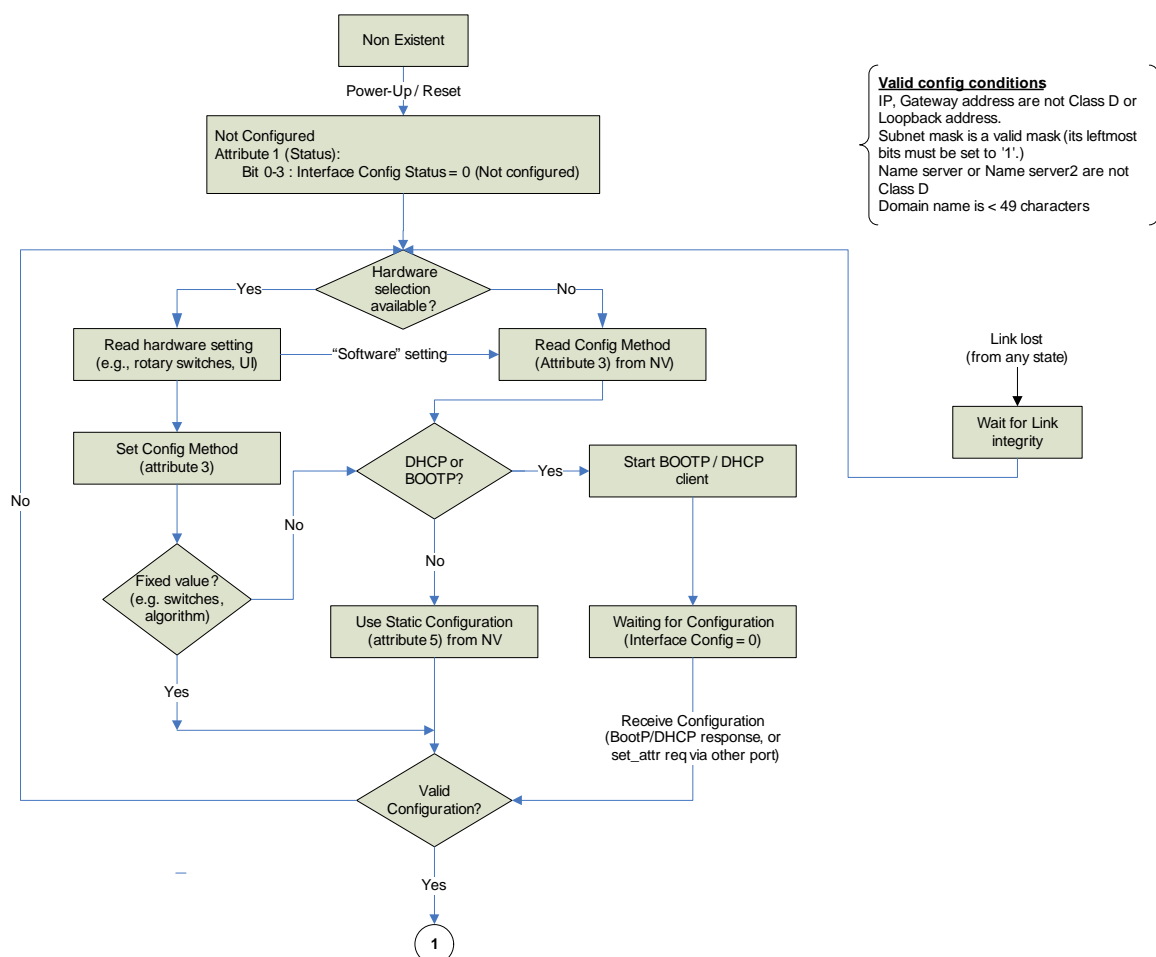 Non Existent
Power-Up / Reset
Not Configured
Attribute 1 (Status):
Bit 0-3 : Interface Config Status = 0 (Not configured)
Valid config conditions
IP, Gateway address are not Class D or
Loopback address.
Subnet mask is a valid mask (its leftmost
bits must be set to '1'.)
Name server or Name server2 are not
Class D
Domain name is < 49 characters
Hardware
selection
available?
Yes
No
Read hardware setting
(e.g., rotary switches, UI)
“Software” setting
Read Config Method
(Attribute 3) from NV)
Link lost
(from any state)
Wait for Link
integrity
Set Config Method
(attribute 3)
DHCP or
BOOTP?
Yes
Start BOOTP / DHCP
client
No
No
No
Fixed value?
(e.g. switches,
algorithm)
Use Static Configuration
(attribute 5) from NV
Waiting for Configuration
(Interface Config = 0)
Yes
Receive Configuration
(BootP/DHCP response, or
set_attr req via other port)
Valid
Configuration?
Yes
1